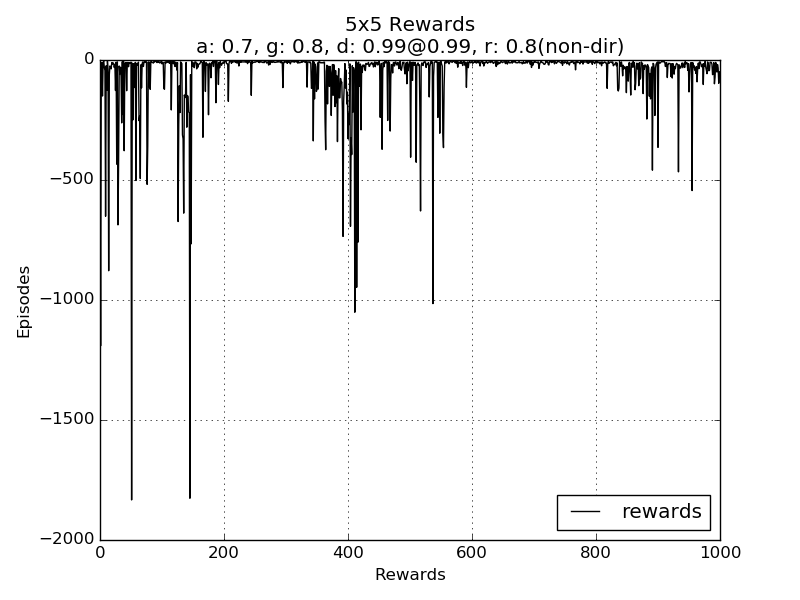 5x5 Rewards
a: 0.7, g: 0.8, d: 0.99@0.99, r: 0.8(non-dir)
0
−500
−1000
−1500
−2000
Episodes
0 200 400 600 800 1000
Rewards
rewards